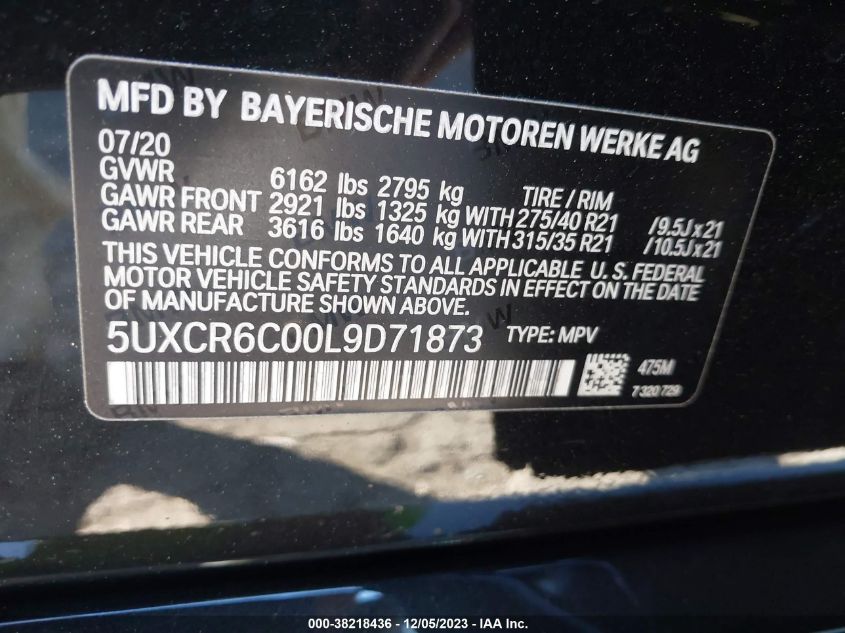 MFD BY BAYERISCHE MOTOREN WERKE AG
07/20
GVWR 6162 lbs 2795 kg TIRE / RIM
GAWR FRONT 2921 lbs 1325 kg WITH 275/40 R21 /9.5J x 21
GAWR REAR 3616 lbs 1640 kg WITH 315/35 R21 /10.5J x 21
THIS VEHICLE CONFORMS TO ALL APPLICABLE U.S. FEDERAL
MOTOR VEHICLE SAFETY STANDARDS IN EFFECT ON THE DATE
OF MANUFACTURE SHOWN ABOVE.
5UXCR6C00L9D71873 TYPE: MPV
475M
7 320 729
000-38218436 - 12/05/2023 - IAA Inc.